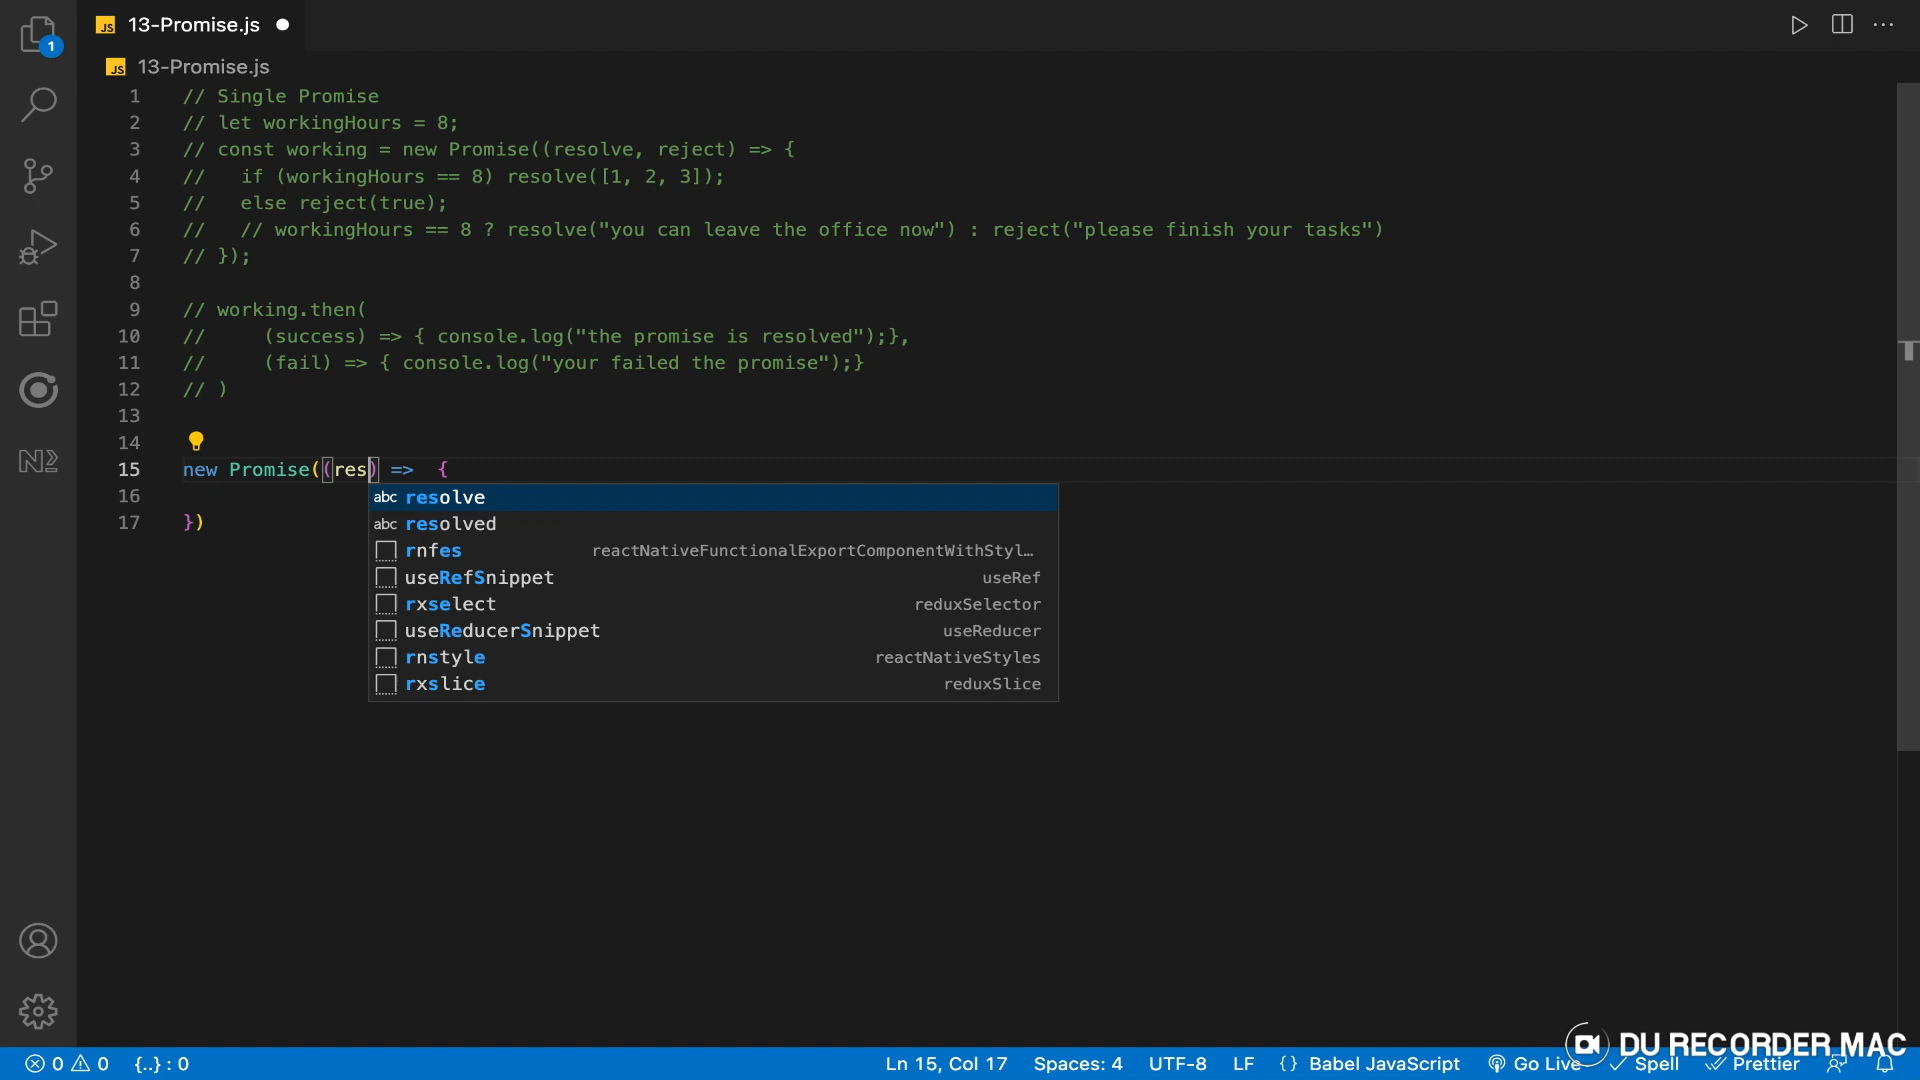 1
JS 13-Promise.js
JS 13-Promise.js
1 // Single Promise
2 // let workingHours = 8;
3 // const working = new Promise((resolve, reject) => {
4 //   if (workingHours == 8) resolve([1, 2, 3]);
5 //   else reject(true);
6 //   // workingHours == 8 ? resolve("you can leave the office now") : reject("please finish your tasks")
7 // });
8
9 // working.then(
10 //     (success) => { console.log("the promise is resolved");},
11 //     (fail) => { console.log("your failed the promise");}
12 // )
13
14
15 new Promise((res) =>  {
abc resolve
abc resolved
rnfes reactNativeFunctionalExportComponentWithStyl…
useRefSnippet useRef
rxselect reduxSelector
useReducerSnippet useReducer
rnstyle reactNativeStyles
rxslice reduxSlice
16
17 })
DU RECORDER MAC
0 0 {..} : 0 Ln 15, Col 17 Spaces: 4 UTF-8 LF {} Babel JavaScript Go Live Spell Prettier